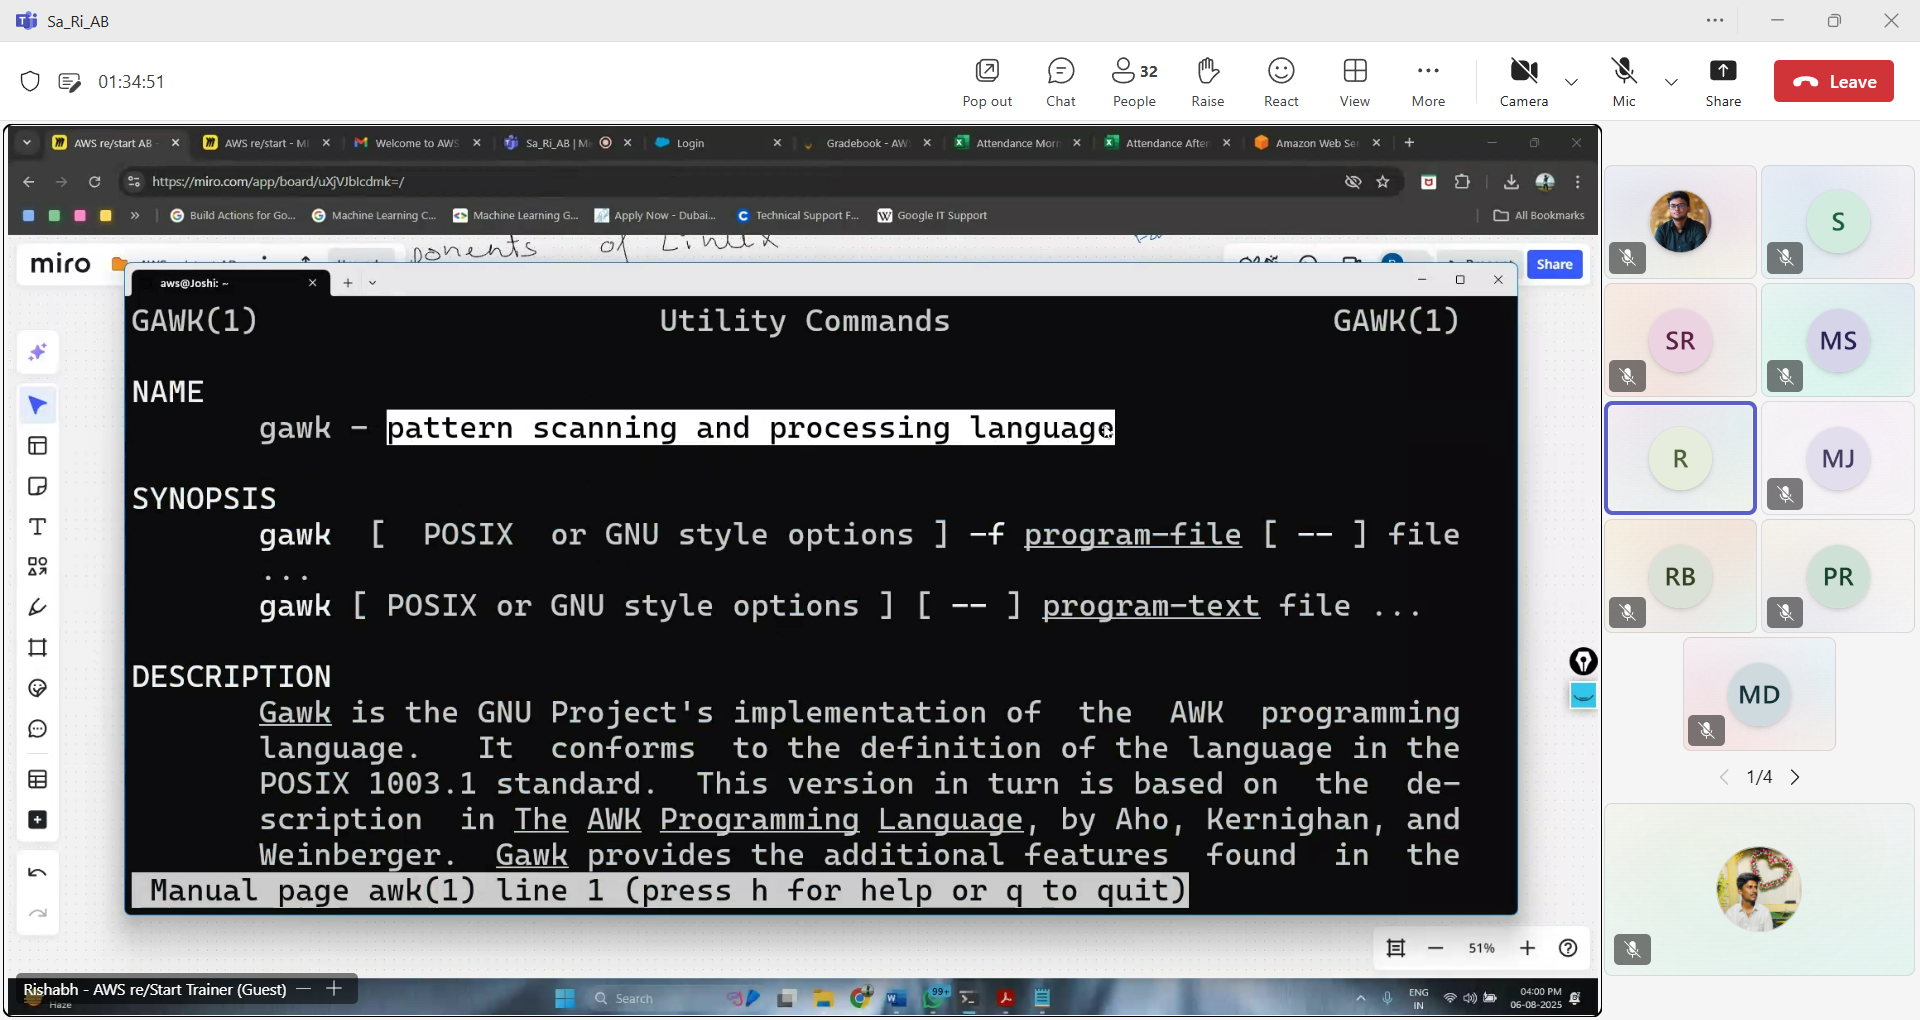 Sa_Ri_AB
01:34:51
Pop out
Chat
32
People
Raise
React
View
More
Camera
Mic
Share
Leave
AWS re/start AB
AWS re/start - M
Welcome to AWS
Sa_Ri_AB | M
Login
Gradebook - AW
Attendance Morn
Attendance After
Amazon Web Se
https://miro.com/app/board/uXjVJblcdmk=/
Build Actions for Go...
Machine Learning C...
Machine Learning G...
Apply Now - Dubai...
Technical Support F...
Google IT Support
All Bookmarks
ponents of Linux
miro
Share
aws@Joshi: ~
GAWK(1) Utility Commands GAWK(1)
NAME
gawk - pattern scanning and processing language
SYNOPSIS
gawk [ POSIX or GNU style options ] -f program-file [ -- ] file
...
gawk [ POSIX or GNU style options ] [ -- ] program-text file ...
DESCRIPTION
Gawk is the GNU Project's implementation of the AWK programming
language. It conforms to the definition of the language in the
POSIX 1003.1 standard. This version in turn is based on the de-
scription in The AWK Programming Language, by Aho, Kernighan, and
Weinberger. Gawk provides the additional features found in the
Manual page awk(1) line 1 (press h for help or q to quit)
51%
Rishabh - AWS re/Start Trainer (Guest)
Haze
Search
99+
ENG
IN
04:00 PM
06-08-2025
S
SR
MS
R
MJ
RB
PR
MD
1/4